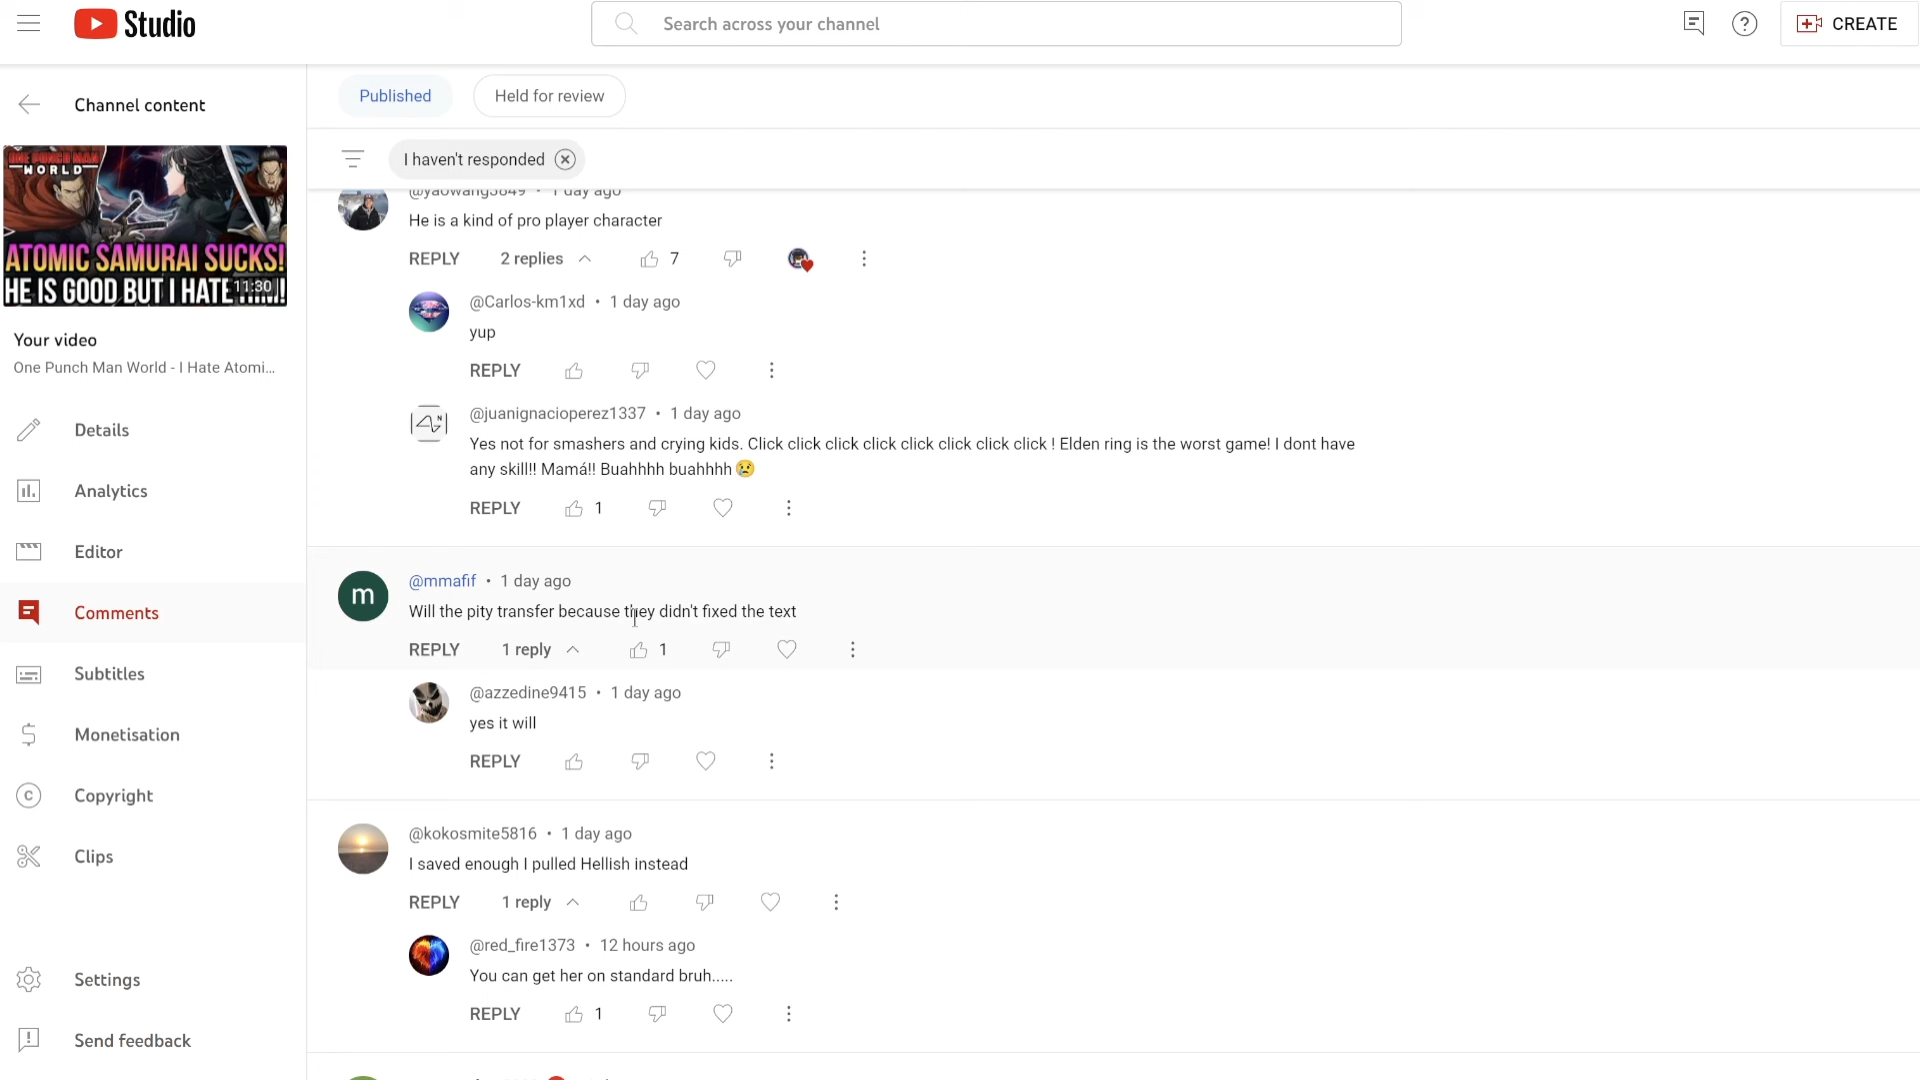 Studio
Search across your channel
CREATE
Channel content
Published
Held for review
I haven't responded
ONE PUNCH MAN
WORLD
ATOMIC SAMURAI SUCKS!
HE IS GOOD BUT I HATE HIM!
11:30
Your video
One Punch Man World - I Hate Atomi...
Details
Analytics
Editor
Comments
Subtitles
Monetisation
Copyright
Clips
Settings
Send feedback
@yaowang3849 • 1 day ago
He is a kind of pro player character
REPLY 2 replies 7
@Carlos-km1xd • 1 day ago
yup
REPLY
@juanignacioperez1337 • 1 day ago
Yes not for smashers and crying kids. Click click click click click click click click ! Elden ring is the worst game! I dont have
any skill!! Mamá!! Buahhhh buahhhh 😢
REPLY 1
m
@mmafif • 1 day ago
Will the pity transfer because they didn't fixed the text
REPLY 1 reply 1
@azzedine9415 • 1 day ago
yes it will
REPLY
@kokosmite5816 • 1 day ago
I saved enough I pulled Hellish instead
REPLY 1 reply
@red_fire1373 • 12 hours ago
You can get her on standard bruh.....
REPLY 1